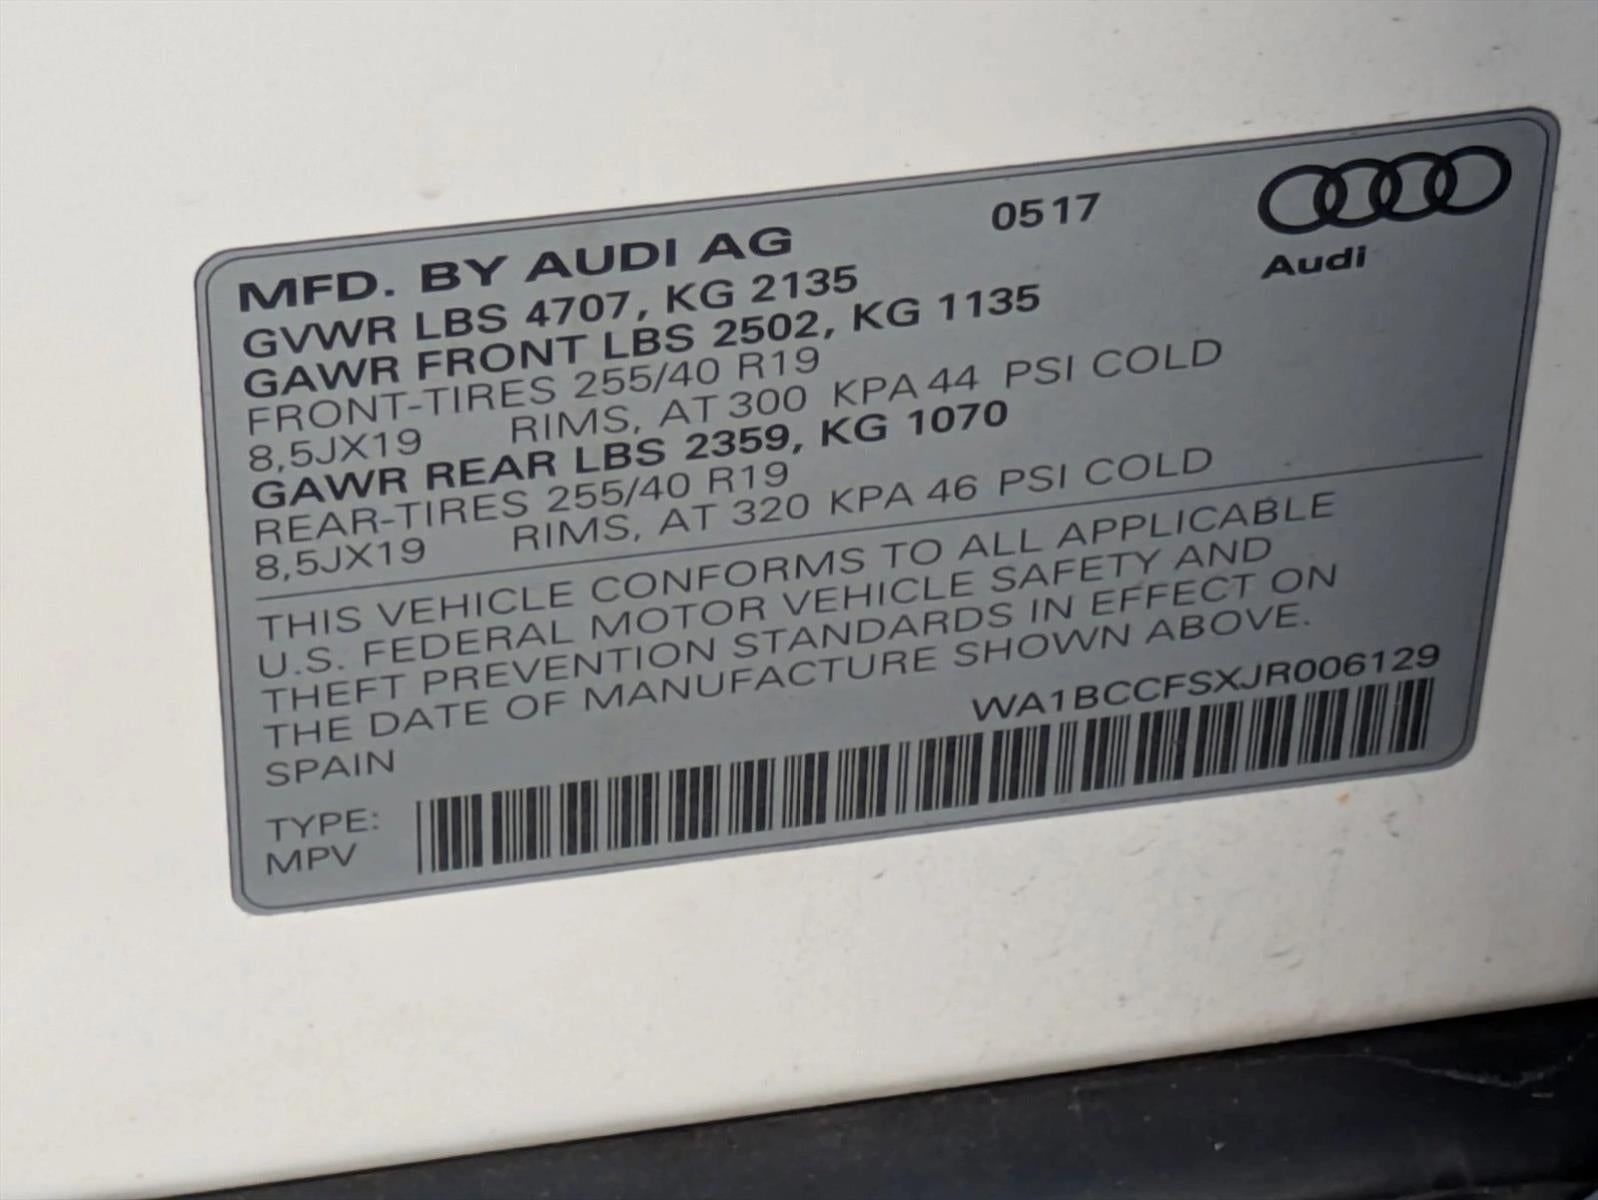 MFD. BY AUDI AG 0517
Audi
GVWR LBS 4707, KG 2135
GAWR FRONT LBS 2502, KG 1135
FRONT-TIRES 255/40 R19
8,5JX19 RIMS, AT 300 KPA 44 PSI COLD
GAWR REAR LBS 2359, KG 1070
REAR-TIRES 255/40 R19
8,5JX19 RIMS, AT 320 KPA 46 PSI COLD
THIS VEHICLE CONFORMS TO ALL APPLICABLE
U.S. FEDERAL MOTOR VEHICLE SAFETY AND
THEFT PREVENTION STANDARDS IN EFFECT ON
THE DATE OF MANUFACTURE SHOWN ABOVE.
SPAIN WA1BCCFSXJR006129
TYPE:
MPV